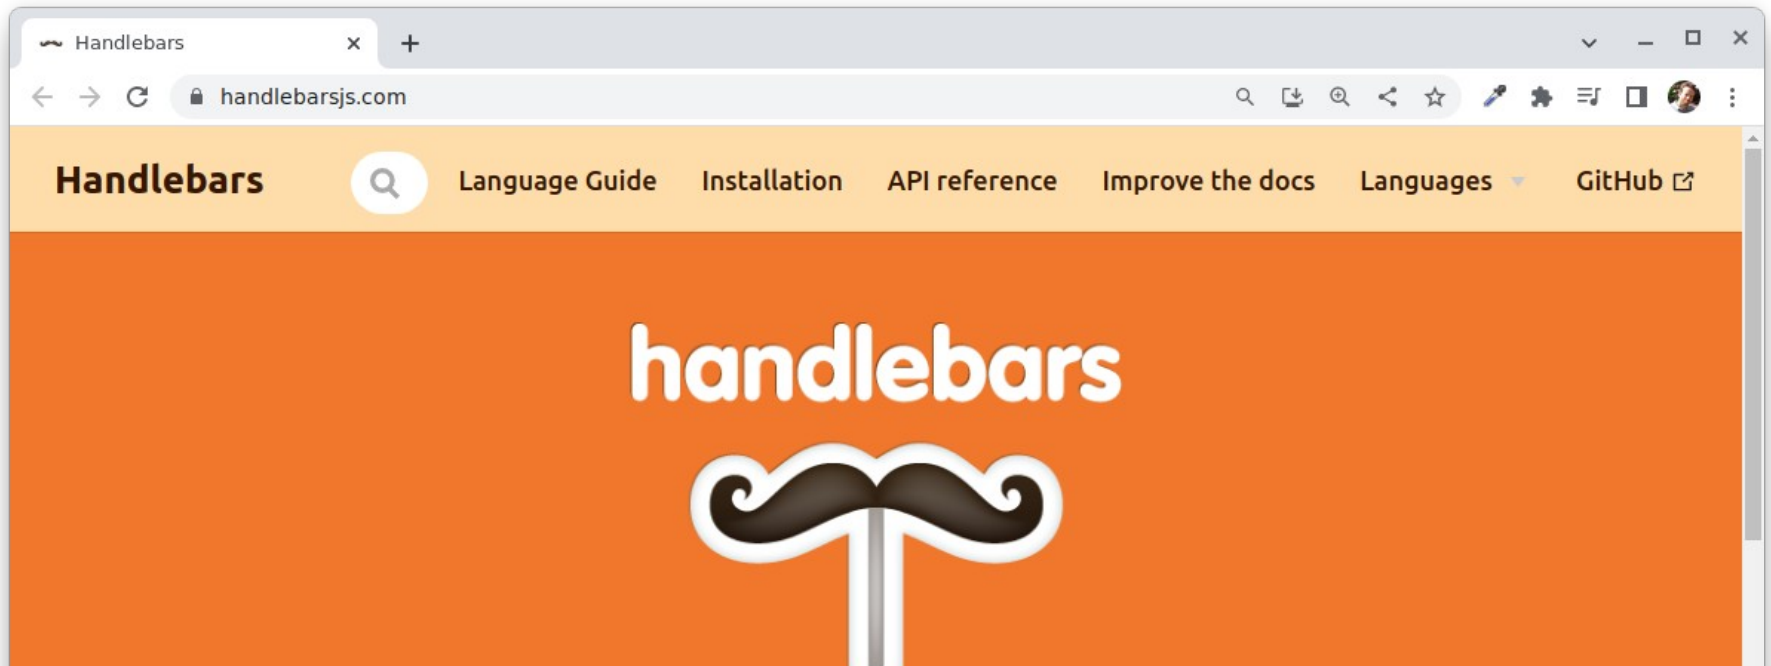 Handlebars
handlebarsjs.com
Handlebars Language Guide Installation API reference Improve the docs Languages GitHub
handlebars